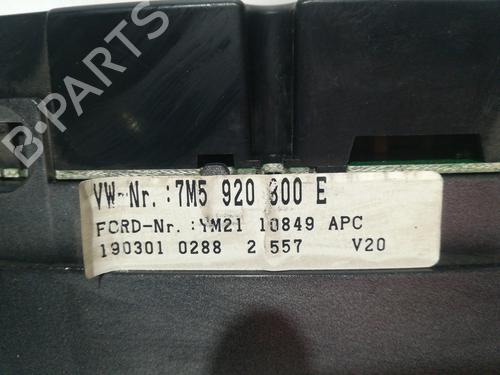 B-PARTS
VW-Nr. :7M5 920 800 E
FORD-Nr. :YM21 10849 APC
190301 0288 2 557 V20